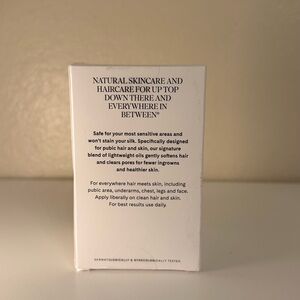 NATURAL SKINCARE AND
HAIRCARE FOR UP TOP
DOWN THERE AND
EVERYWHERE IN
BETWEEN®
Safe for your most sensitive areas and
won't stain your silk. Specifically designed
for pubic hair and skin, our signature
blend of lightweight oils gently softens hair
and clears pores for fewer ingrowns
and healthier skin.
For everywhere hair meets skin, including
pubic area, underarms, chest, legs and face.
Apply liberally on clean hair and skin.
For best results use daily.
DERMATOLOGICALLY & GYNECOLOGICALLY TESTED